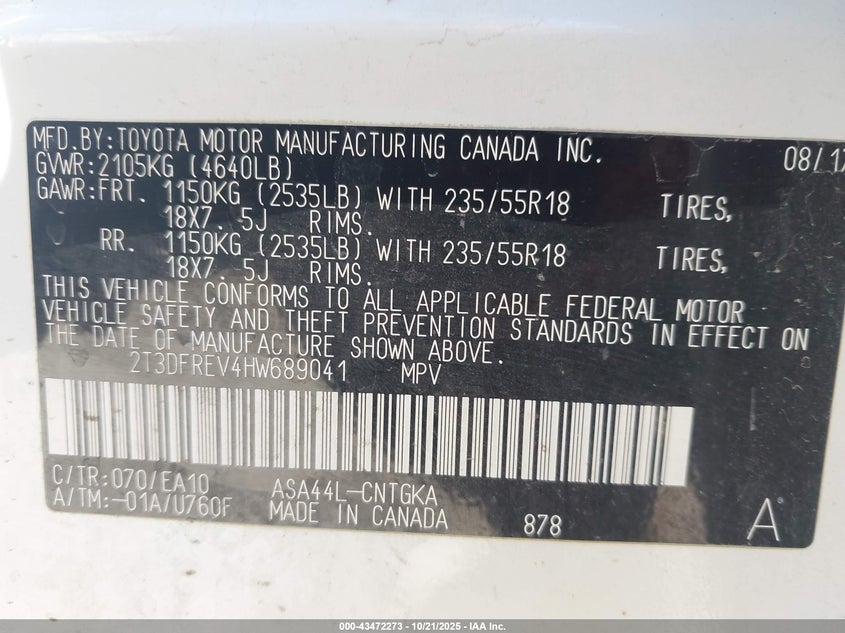 MFD.BY:TOYOTA MOTOR MANUFACTURING CANADA INC. 08/17
GVWR:2105KG (4640LB)
GAWR:FRT. 1150KG (2535LB) WITH 235/55R18 TIRES,
18X7.5J RIMS.
RR. 1150KG (2535LB) WITH 235/55R18 TIRES,
18X7.5J RIMS.
THIS VEHICLE CONFORMS TO ALL APPLICABLE FEDERAL MOTOR
VEHICLE SAFETY AND THEFT PREVENTION STANDARDS IN EFFECT ON
THE DATE OF MANUFACTURE SHOWN ABOVE.
2T3DFREV4HW689041 MPV
C/TR:070/EA10 ASA44L-CNTGKA
A/TM:-01A/U760F MADE IN CANADA 878 A
000-43472273 - 10/21/2025 - IAA Inc.